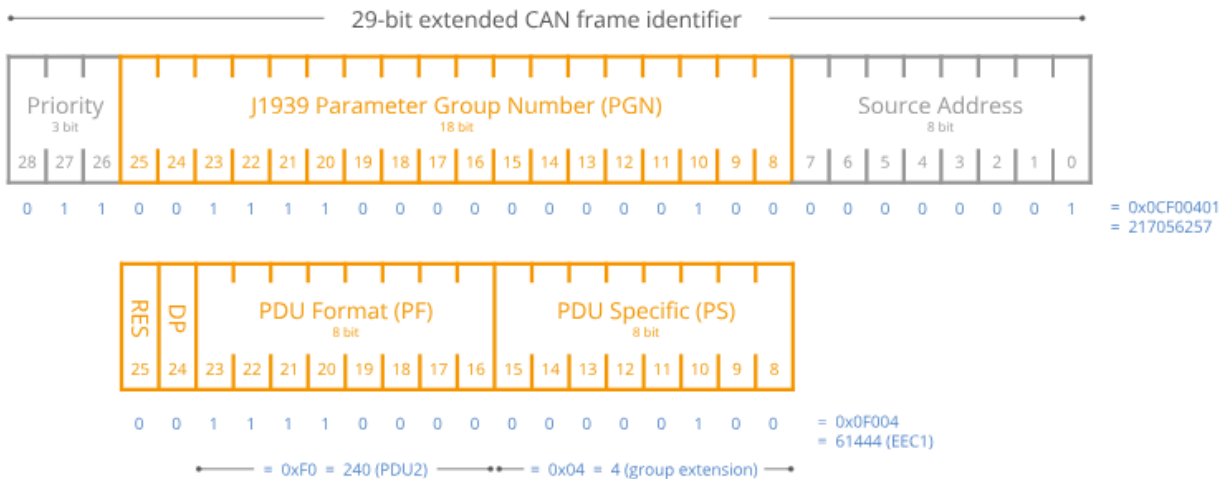 29-bit extended CAN frame identifier
Priority J1939 Parameter Group Number (PGN) Source Address
3 bit 18 bit 8 bit
28 27 26 25 24 23 22 21 20 19 18 17 16 15 14 13 12 11 10 9 8 7 6 5 4 3 2 1 0
0 1 1 0 0 1 1 1 1 0 0 0 0 0 0 0 0 0 1 0 0 0 0 0 0 0 0 0 1 = 0x0CF00401
= 217056257
RES DP PDU Format (PF) PDU Specific (PS)
8 bit 8 bit
25 24 23 22 21 20 19 18 17 16 15 14 13 12 11 10 9 8
0 0 1 1 1 1 0 0 0 0 0 0 0 0 0 1 0 0 = 0x0F004
= 61444 (EEC1)
= 0xF0 = 240 (PDU2) = 0x04 = 4 (group extension)